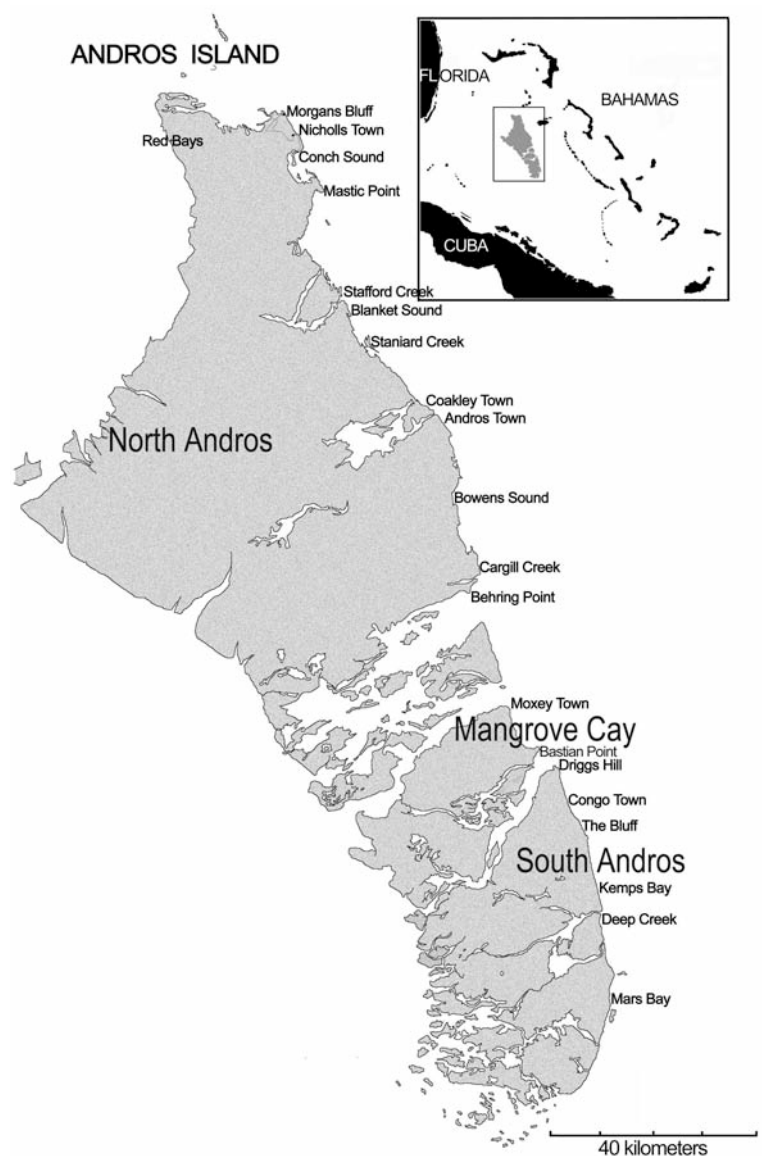 ANDROS ISLAND
FLORIDA
BAHAMAS
CUBA
Morgans Bluff
Nicholls Town
Red Bays
Conch Sound
Mastic Point
Stafford Creek
Blanket Sound
Staniard Creek
Coakley Town
Andros Town
North Andros
Bowens Sound
Cargill Creek
Behring Point
Moxey Town
Mangrove Cay
Bastian Point
Driggs Hill
Congo Town
The Bluff
South Andros
Kemps Bay
Deep Creek
Mars Bay
40 kilometers